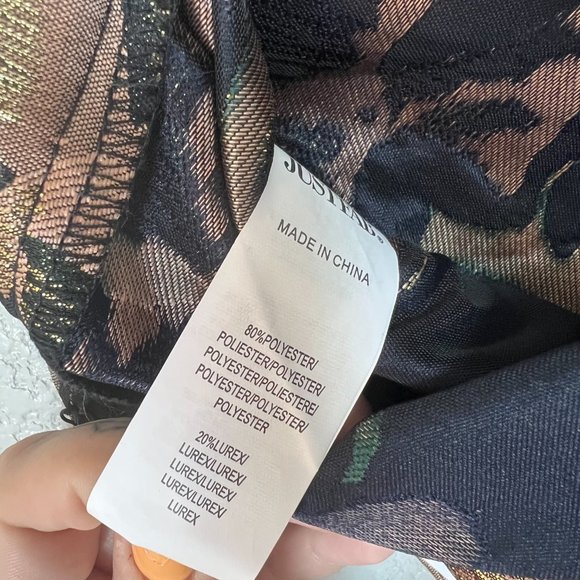 JUSTFAB®
MADE IN CHINA
80%POLYESTER/
POLIESTER/POLYESTER/
POLYESTER/POLIESTERE/
POLYESTER/POLYESTER/
POLYESTER
20%LUREX/
LUREX/LUREX/
LUREX/LUREX/
LUREX/LUREX/
LUREX